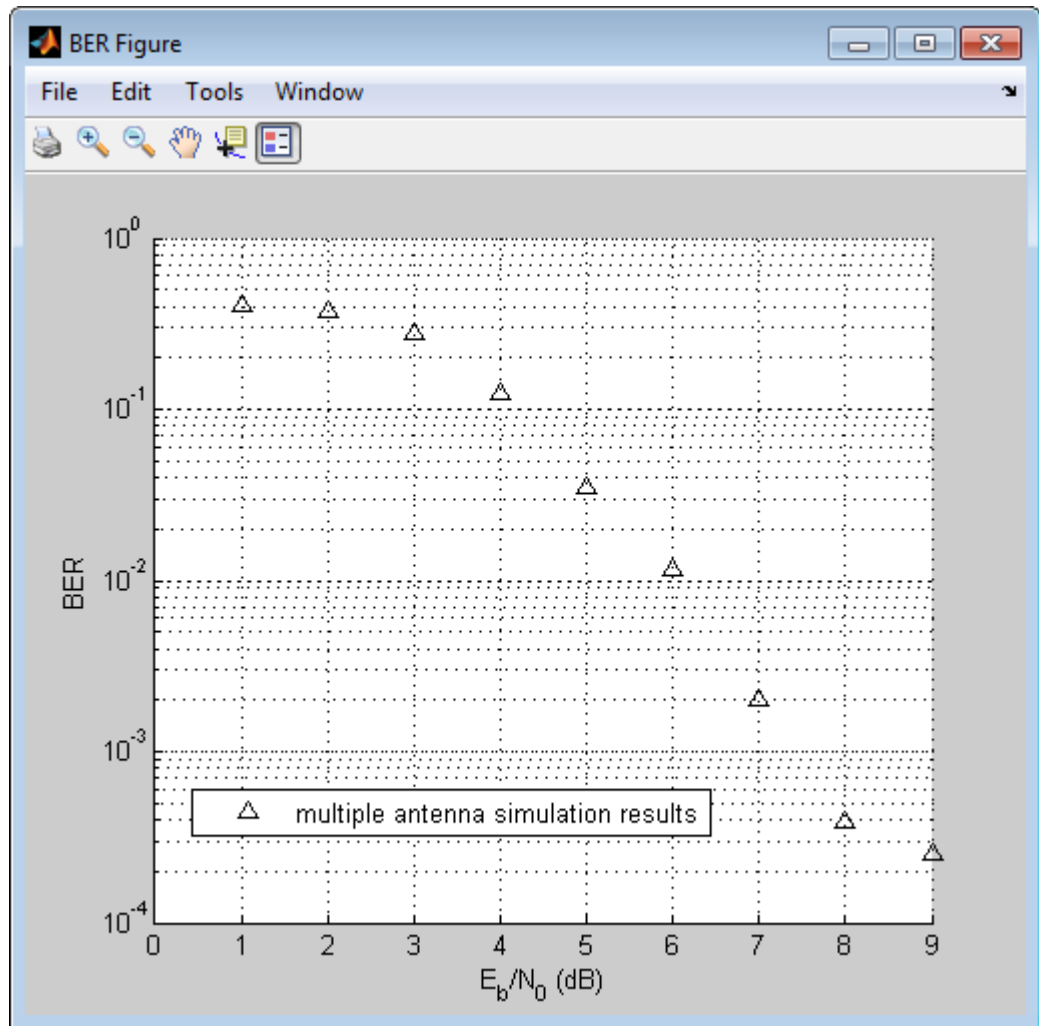 BER Figure
File Edit Tools Window
10^0
10^-1
10^-2
10^-3
10^-4
BER
multiple antenna simulation results
0 1 2 3 4 5 6 7 8 9
E_b/N_0 (dB)